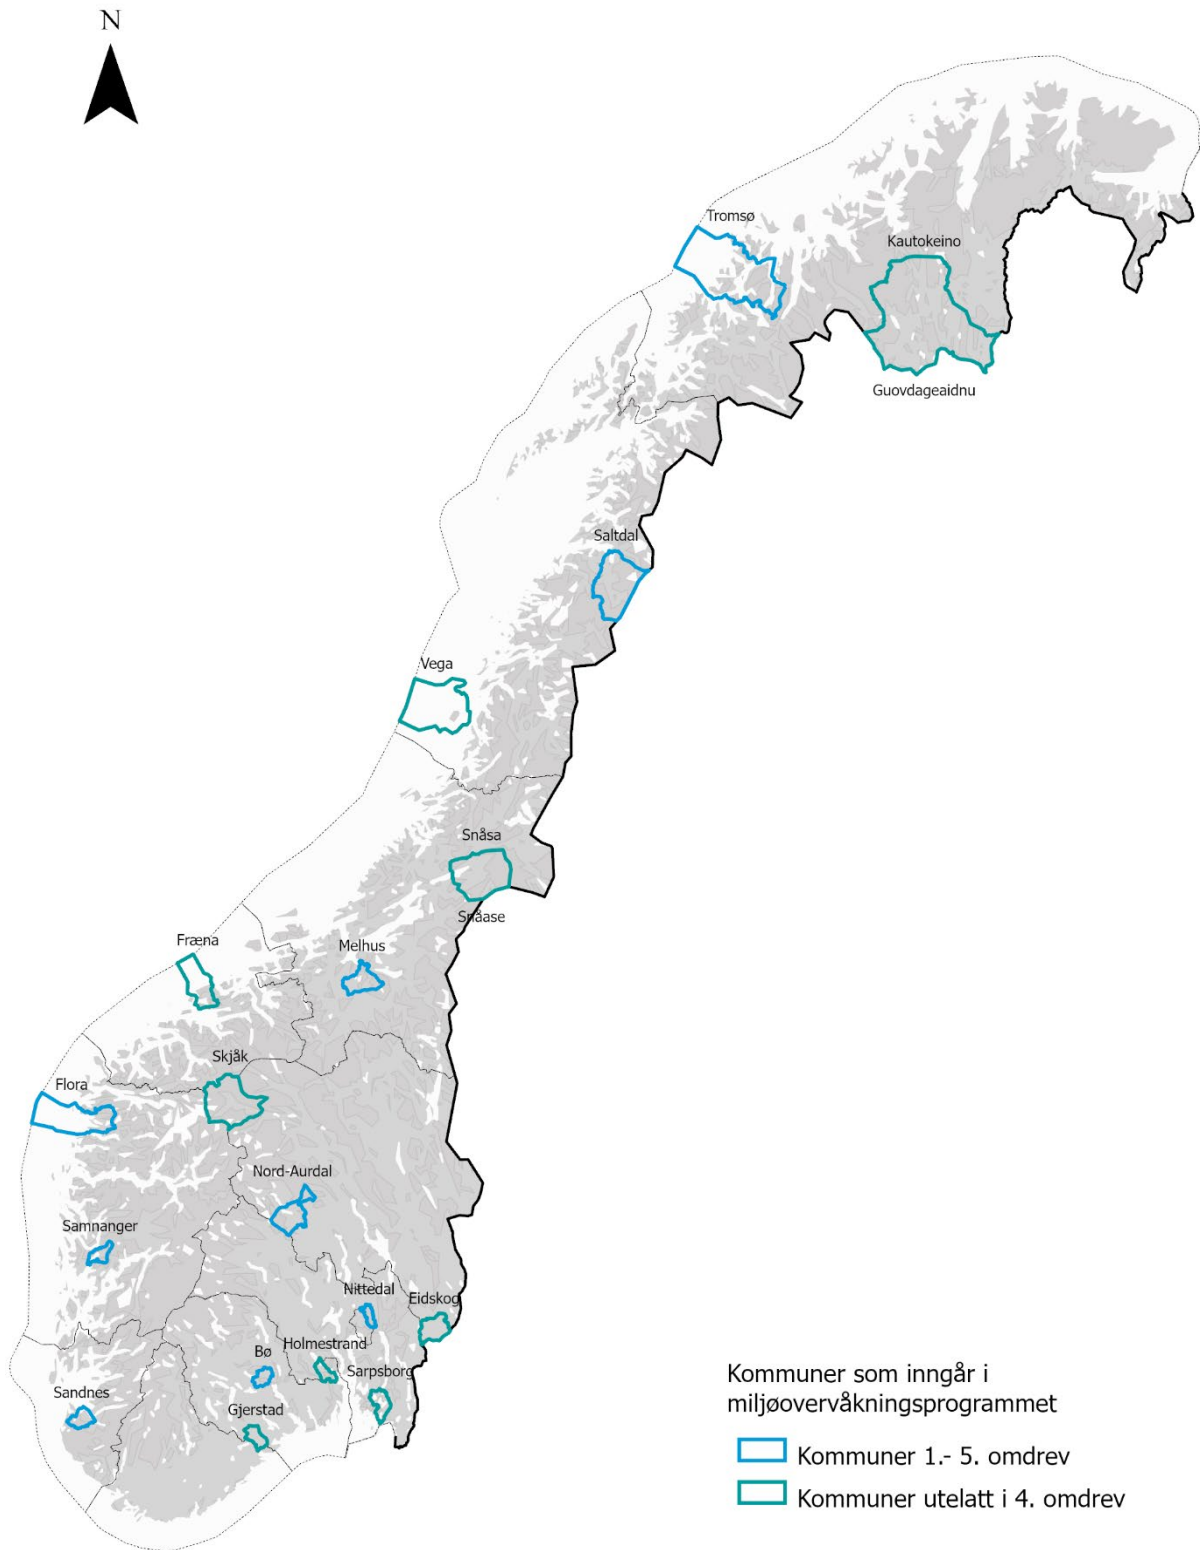 N
Tromsø
Kautokeino
Guovdageaidnu
Saltdal
Vega
Snåsa
Snåase
Fræna
Melhus
Skjåk
Flora
Nord-Aurdal
Samnanger
Nittedal
Eidskog
Holmestrand
Bø
Sarpsborg
Sandnes
Gjerstad
Kommuner som inngår i
miljøovervåkningsprogrammet
Kommuner 1.- 5. omdrev
Kommuner utelatt i 4. omdrev